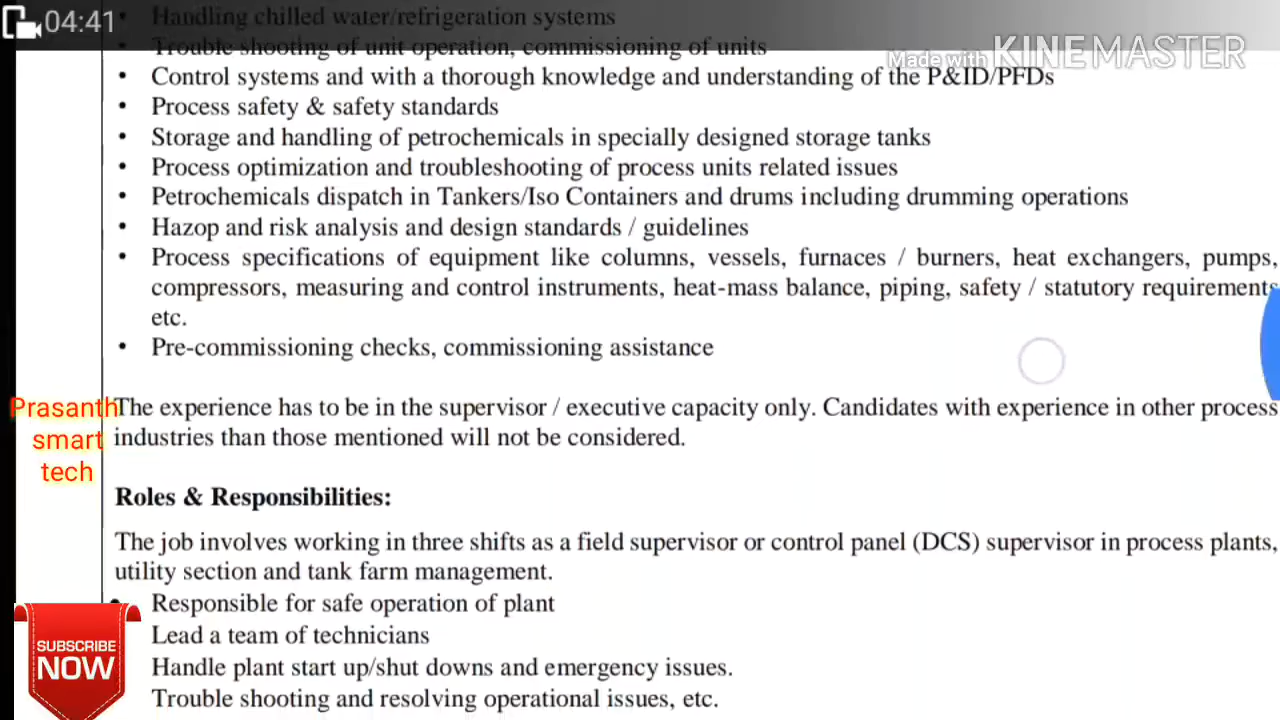 04:41
Made with KINEMASTER
• Handling chilled water/refrigeration systems
• Trouble shooting of unit operation, commissioning of units
• Control systems and with a thorough knowledge and understanding of the P&ID/PFDs
• Process safety & safety standards
• Storage and handling of petrochemicals in specially designed storage tanks
• Process optimization and troubleshooting of process units related issues
• Petrochemicals dispatch in Tankers/Iso Containers and drums including drumming operations
• Hazop and risk analysis and design standards / guidelines
• Process specifications of equipment like columns, vessels, furnaces / burners, heat exchangers, pumps,
compressors, measuring and control instruments, heat-mass balance, piping, safety / statutory requirements
etc.
• Pre-commissioning checks, commissioning assistance
The experience has to be in the supervisor / executive capacity only. Candidates with experience in other process
industries than those mentioned will not be considered.
Prasanth
smart
tech
Roles & Responsibilities:
The job involves working in three shifts as a field supervisor or control panel (DCS) supervisor in process plants,
utility section and tank farm management.
• Responsible for safe operation of plant
Lead a team of technicians
Handle plant start up/shut downs and emergency issues.
Trouble shooting and resolving operational issues, etc.
SUBSCRIBE
NOW